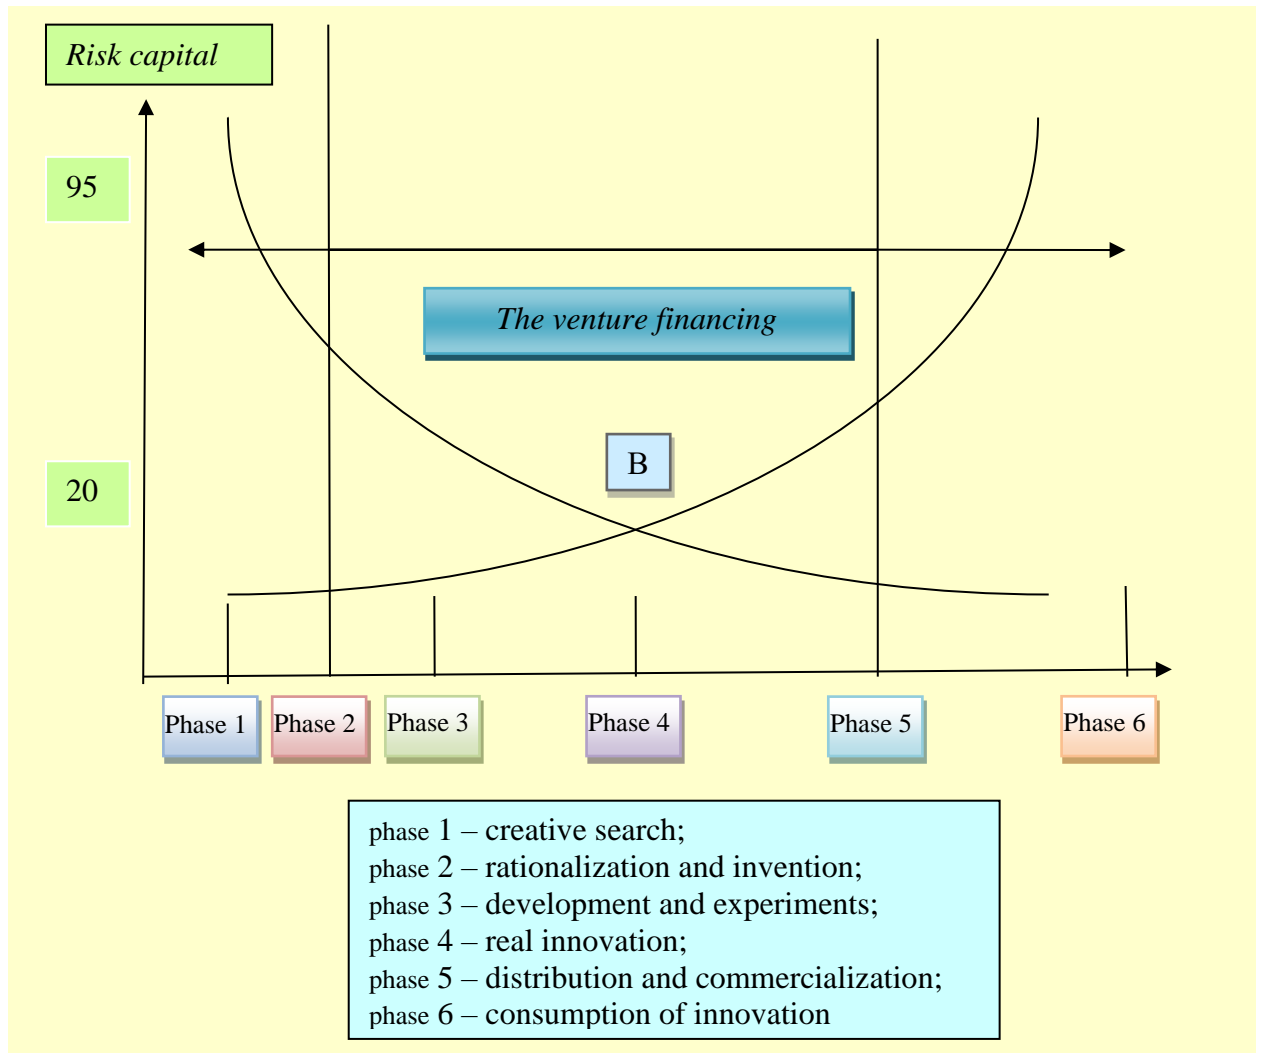 Risk capital
95
The venture financing
B
20
Phase 1
Phase 2
Phase 3
Phase 4
Phase 5
Phase 6
phase 1 – creative search;
phase 2 – rationalization and invention;
phase 3 – development and experiments;
phase 4 – real innovation;
phase 5 – distribution and commercialization;
phase 6 – consumption of innovation